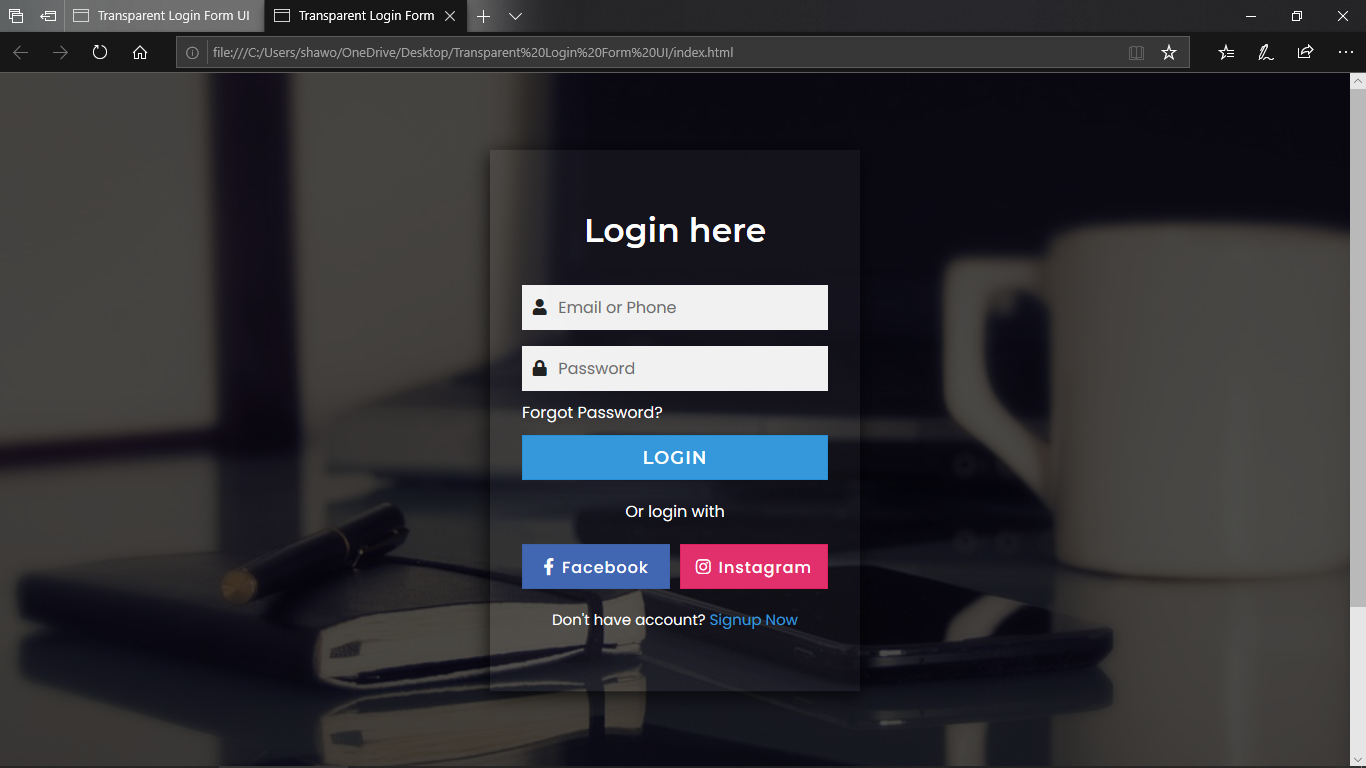 Transparent Login Form UI
Transparent Login Form
file:///C:/Users/shawo/OneDrive/Desktop/Transparent%20Login%20Form%20UI/index.html
Login here
Email or Phone
Password
Forgot Password?
LOGIN
Or login with
Facebook
Instagram
Don't have account? Signup Now